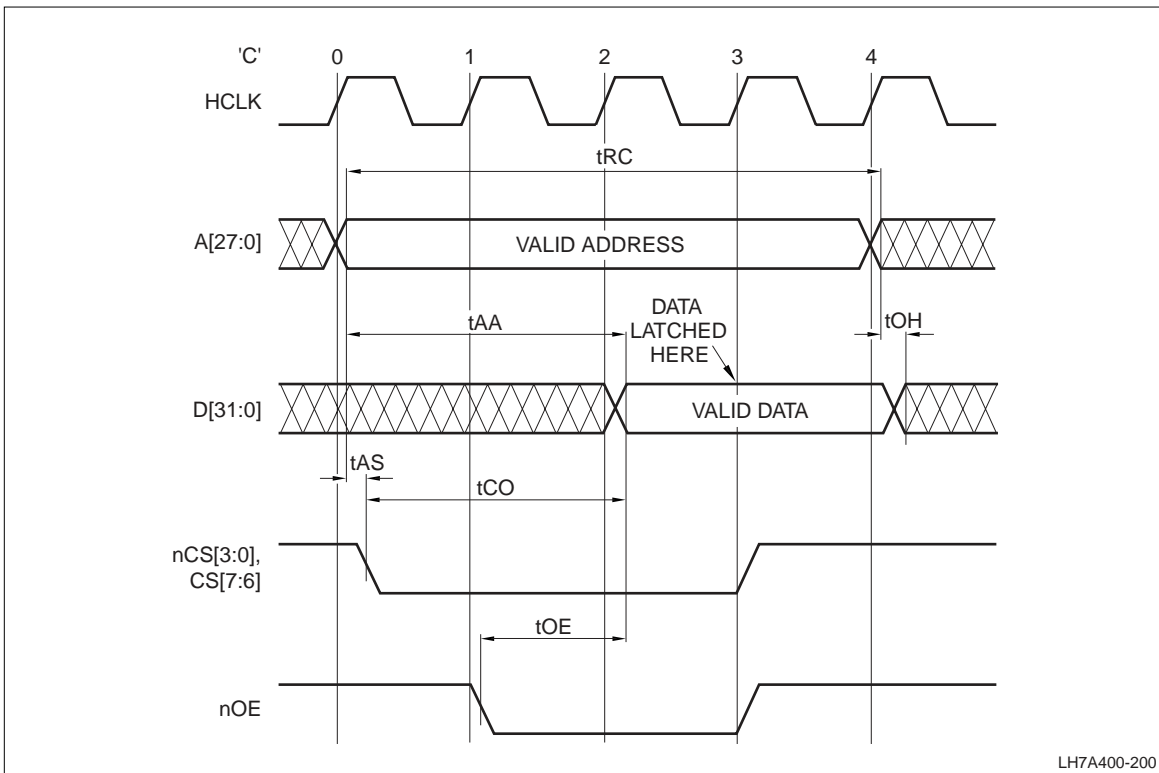 'C' 0 1 2 3 4
HCLK
tRC
A[27:0]
VALID ADDRESS
tAA
DATA
LATCHED
HERE
tOH
D[31:0]
VALID DATA
tAS
tCO
nCS[3:0],
CS[7:6]
tOE
nOE
LH7A400-200